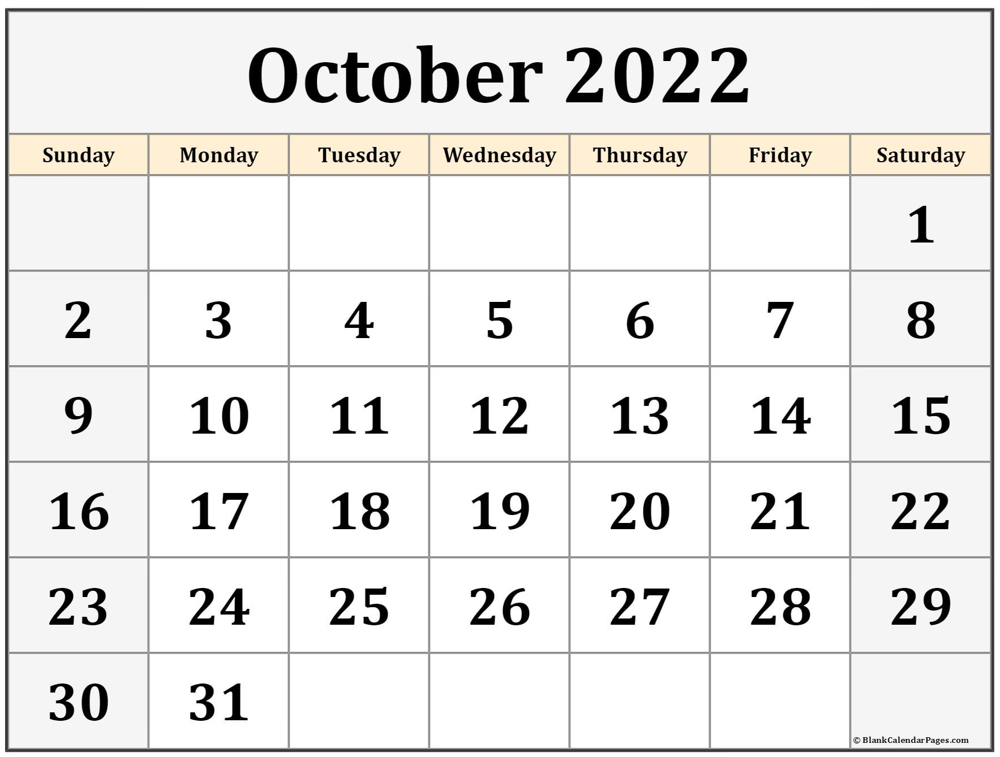 October 2022
Sunday Monday Tuesday Wednesday Thursday Friday Saturday
1
2 3 4 5 6 7 8
9 10 11 12 13 14 15
16 17 18 19 20 21 22
23 24 25 26 27 28 29
30 31
© BlankCalendarPages.com